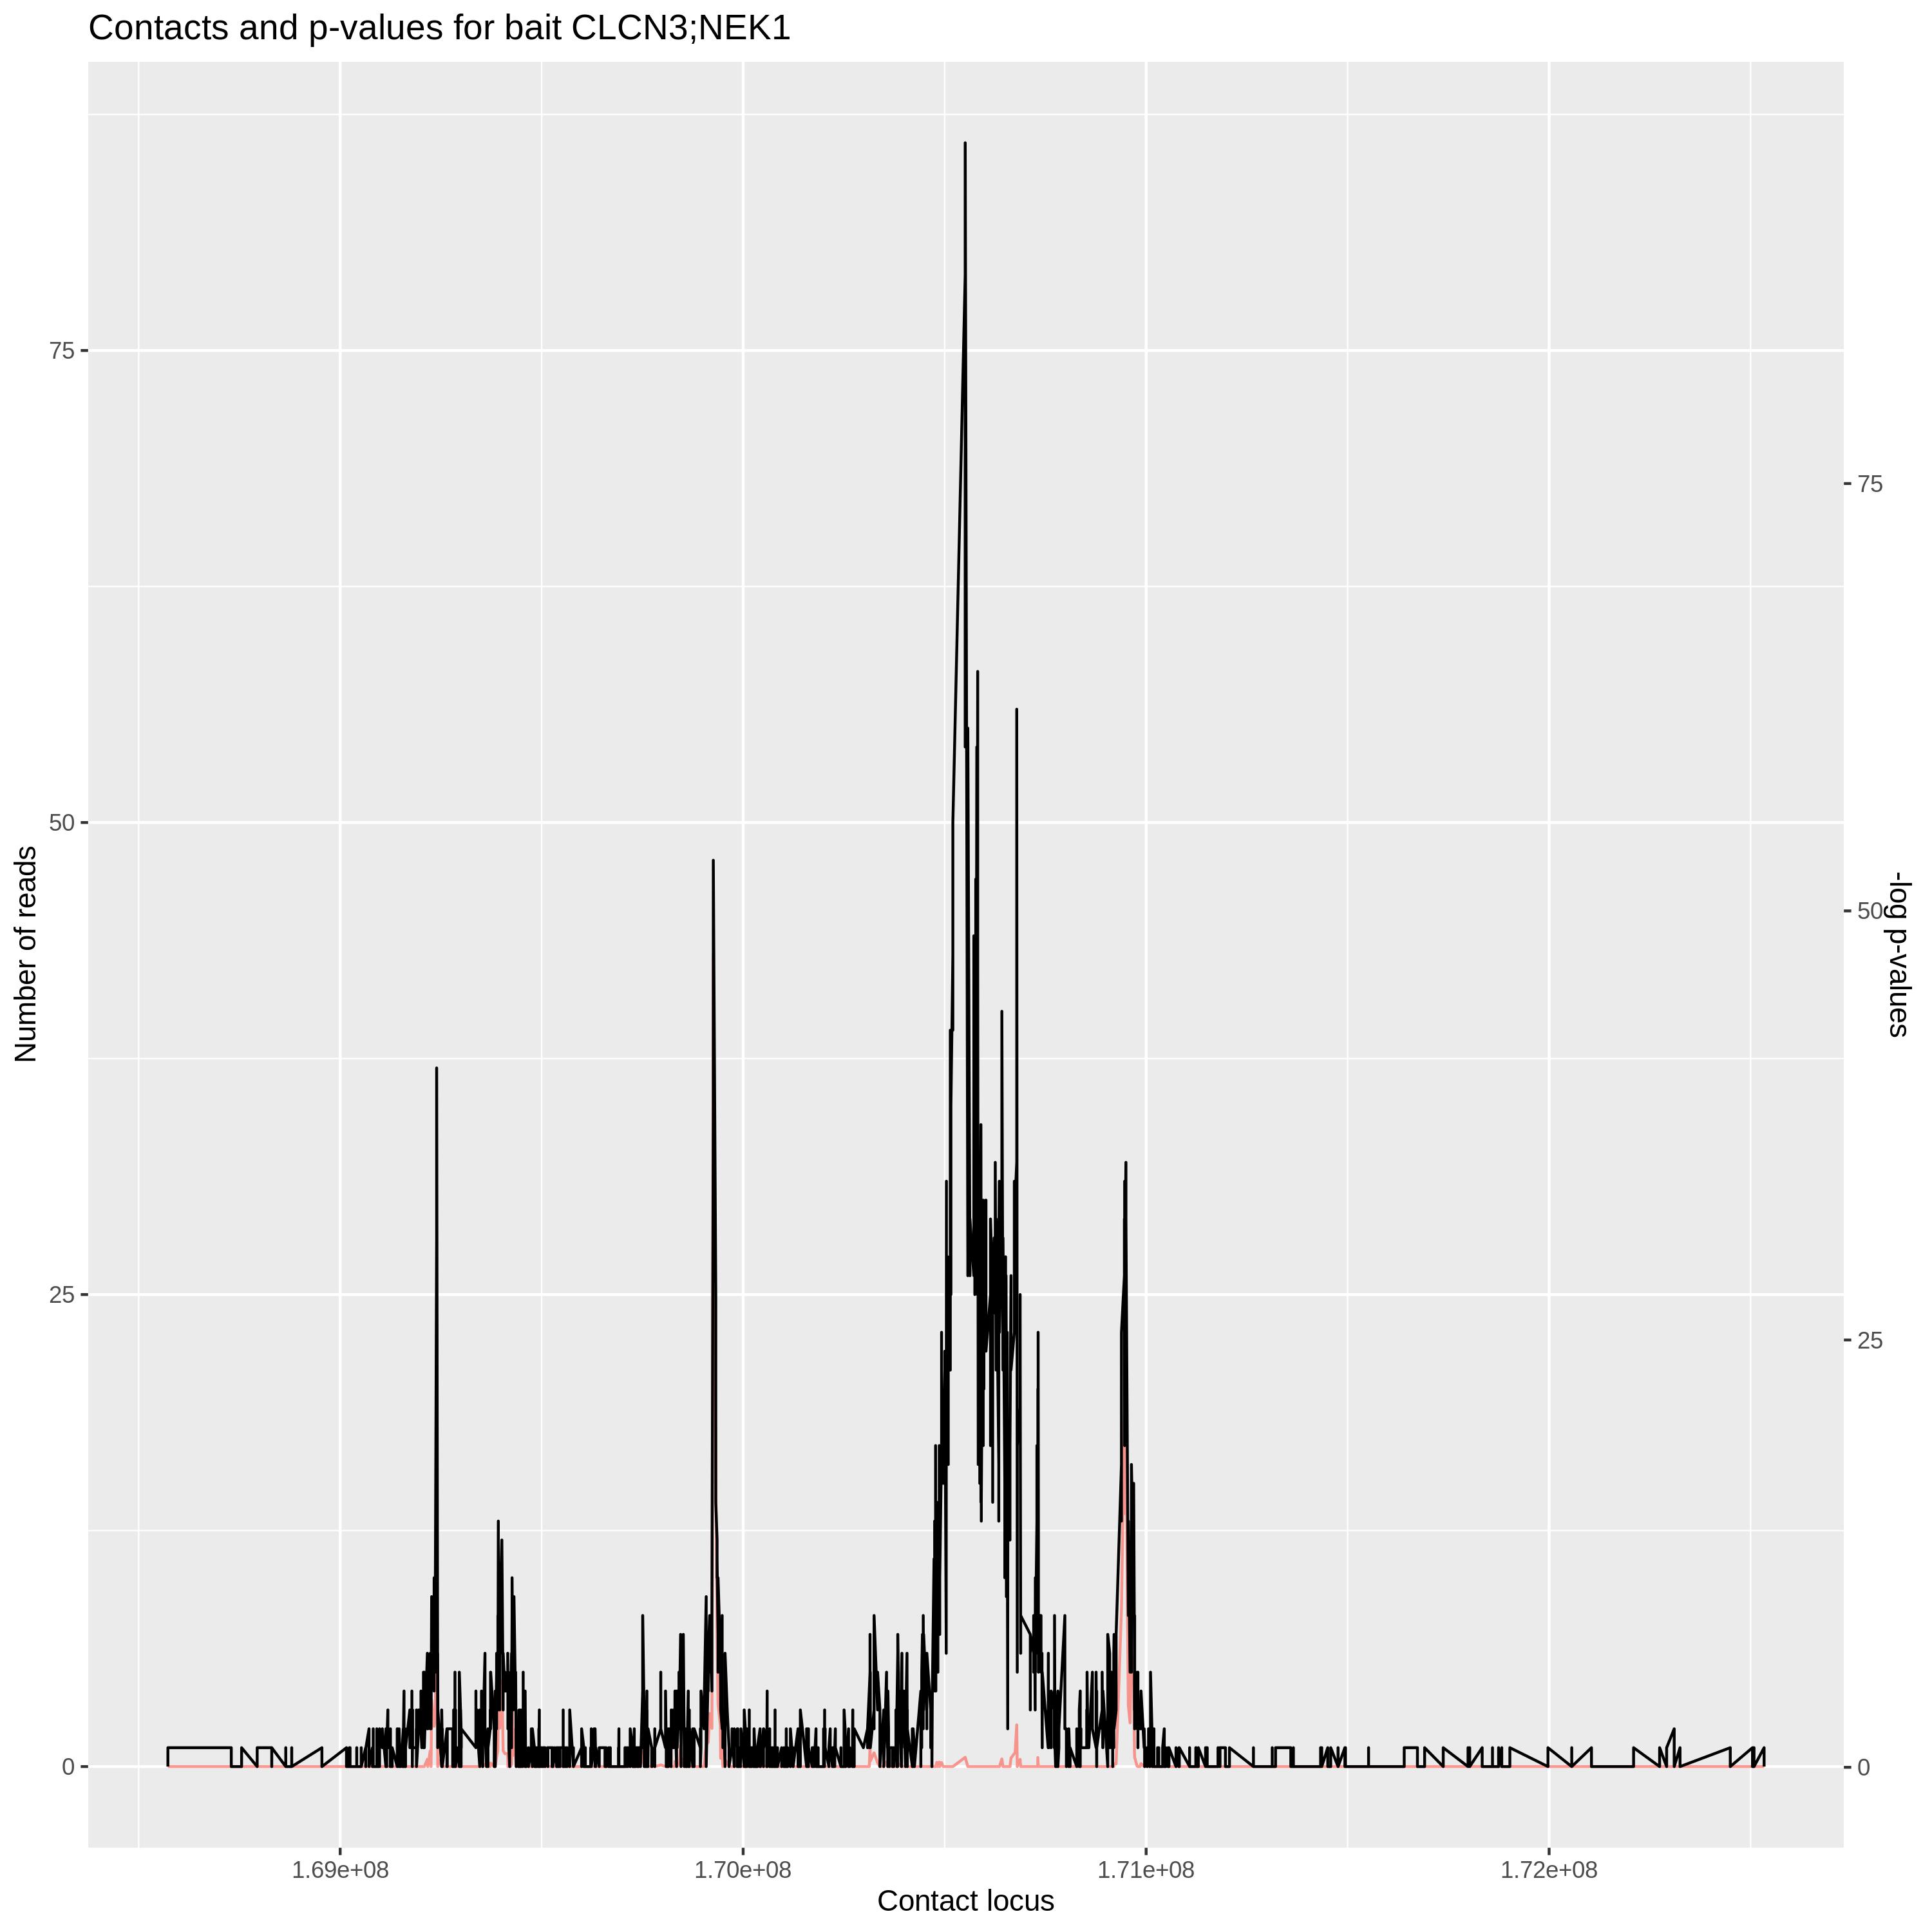 Contacts and p-values for bait CLCN3;NEK1
Number of reads
75
50
25
0
75
50
25
0
-log p-values
1.69e+08
1.70e+08
1.71e+08
1.72e+08
Contact locus